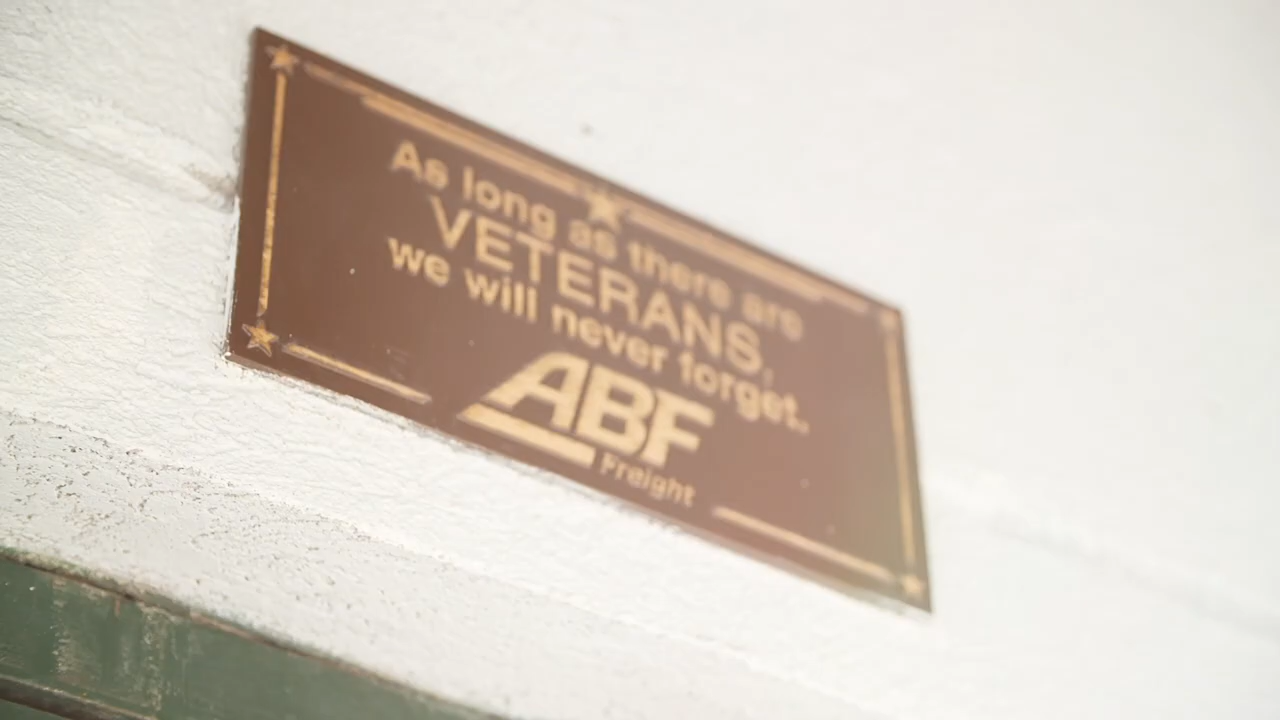 As long as there are
VETERANS,
we will never forget.
ABF
Freight